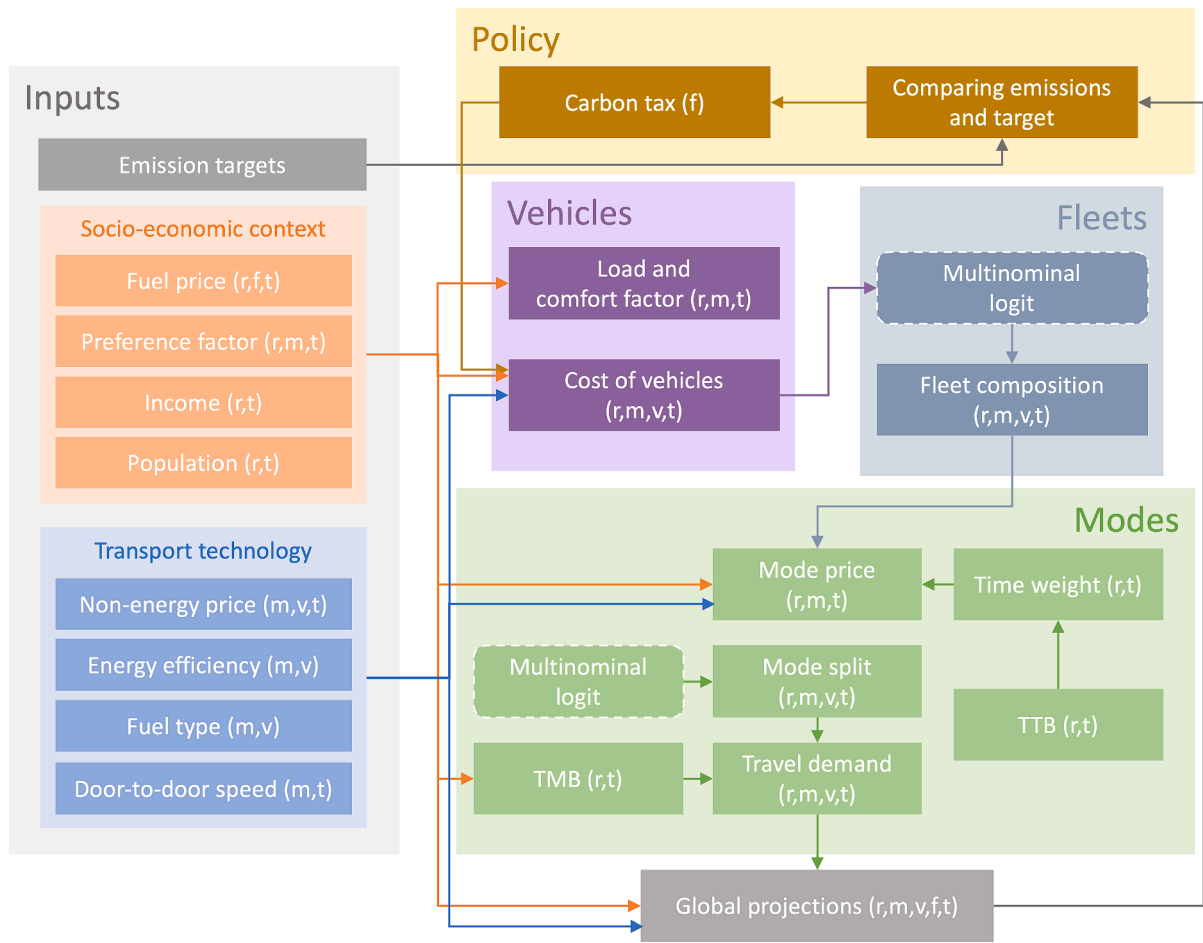 Inputs
Emission targets
Socio-economic context
Fuel price (r,f,t)
Preference factor (r,m,t)
Income (r,t)
Population (r,t)
Transport technology
Non-energy price (m,v,t)
Energy efficiency (m,v)
Fuel type (m,v)
Door-to-door speed (m,t)
Policy
Carbon tax (f)
Comparing emissions
and target
Vehicles
Load and
comfort factor (r,m,t)
Cost of vehicles
(r,m,v,t)
Fleets
Multinominal
logit
Fleet composition
(r,m,v,t)
Modes
Mode price
(r,m,t)
Time weight (r,t)
Multinominal
logit
Mode split
(r,m,v,t)
TTB (r,t)
TMB (r,t)
Travel demand
(r,m,v,t)
Global projections (r,m,v,f,t)